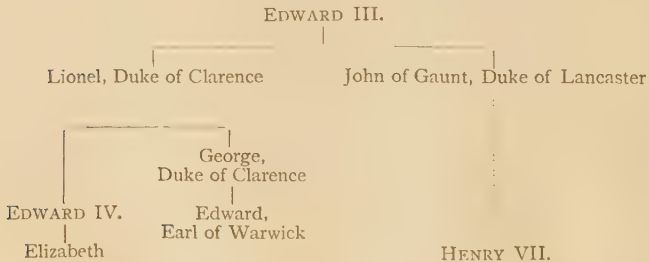 EDWARD III.
Lionel, Duke of Clarence
John of Gaunt, Duke of Lancaster
George,
Duke of Clarence
EDWARD IV.
Edward,
Earl of Warwick
Elizabeth
HENRY VII.